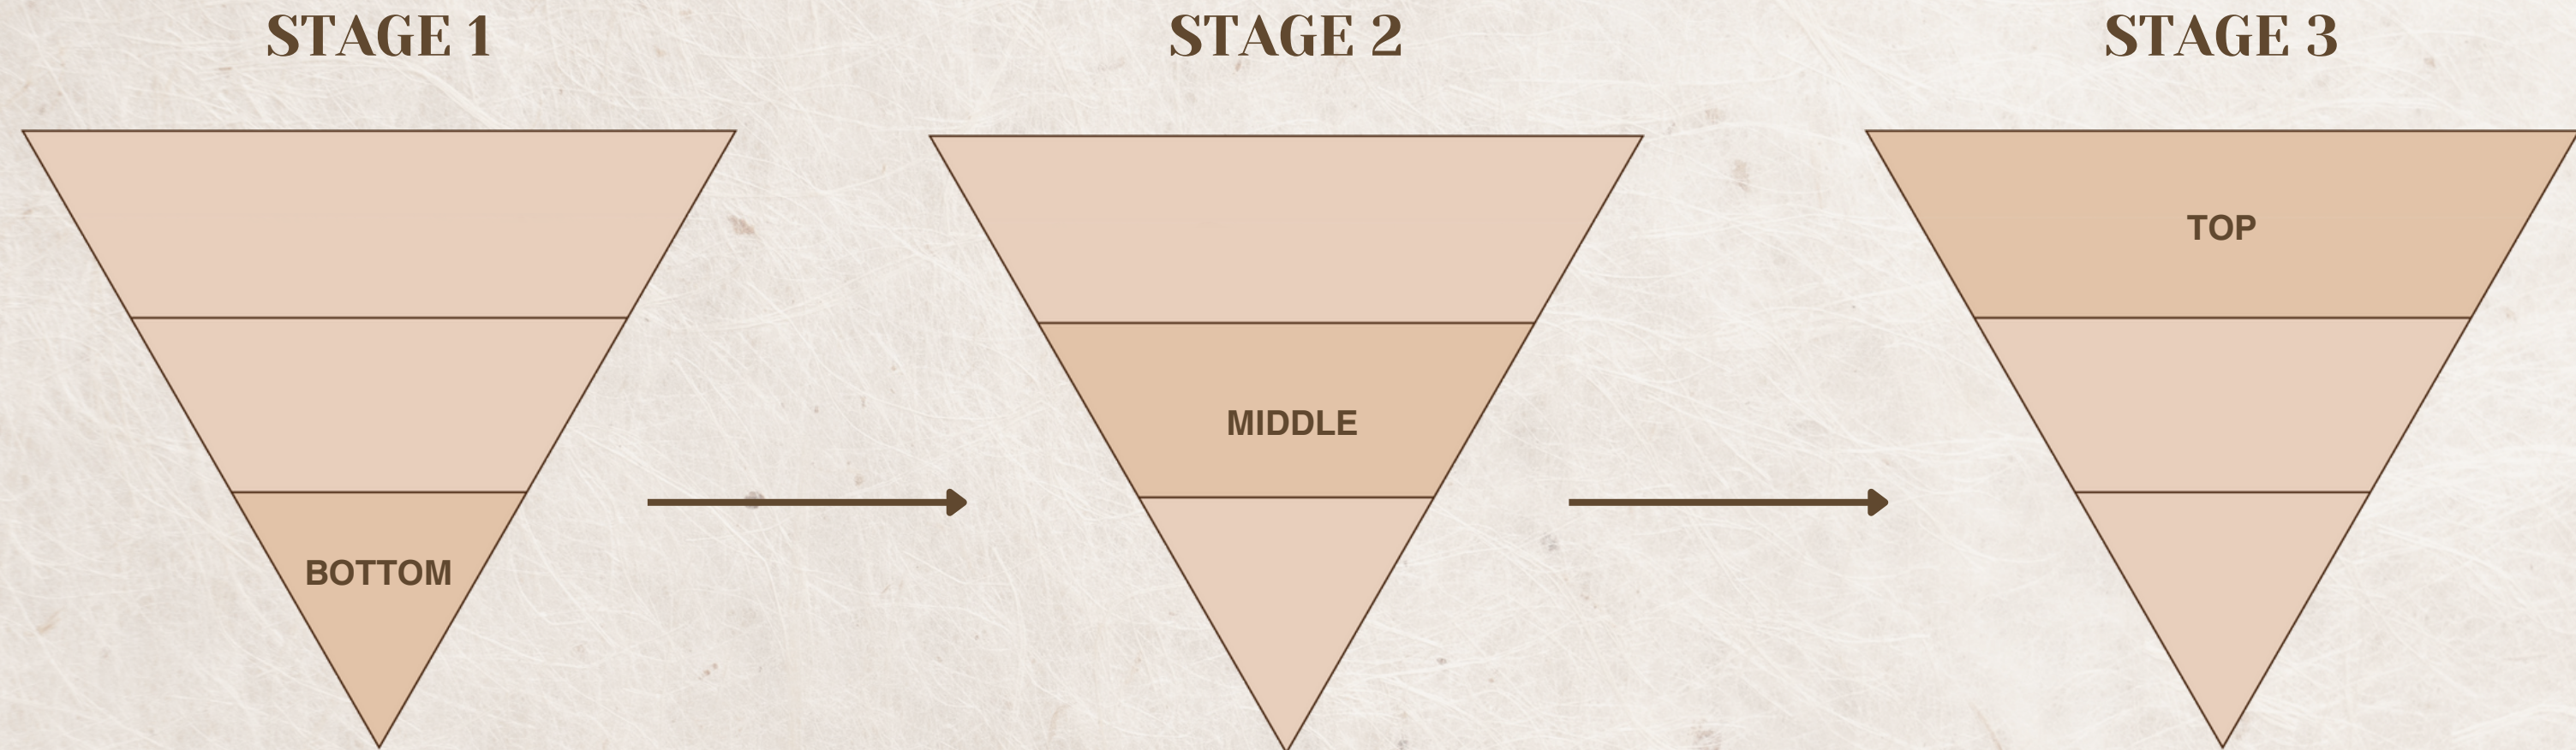 STAGE 1
STAGE 2
STAGE 3
BOTTOM
MIDDLE
TOP